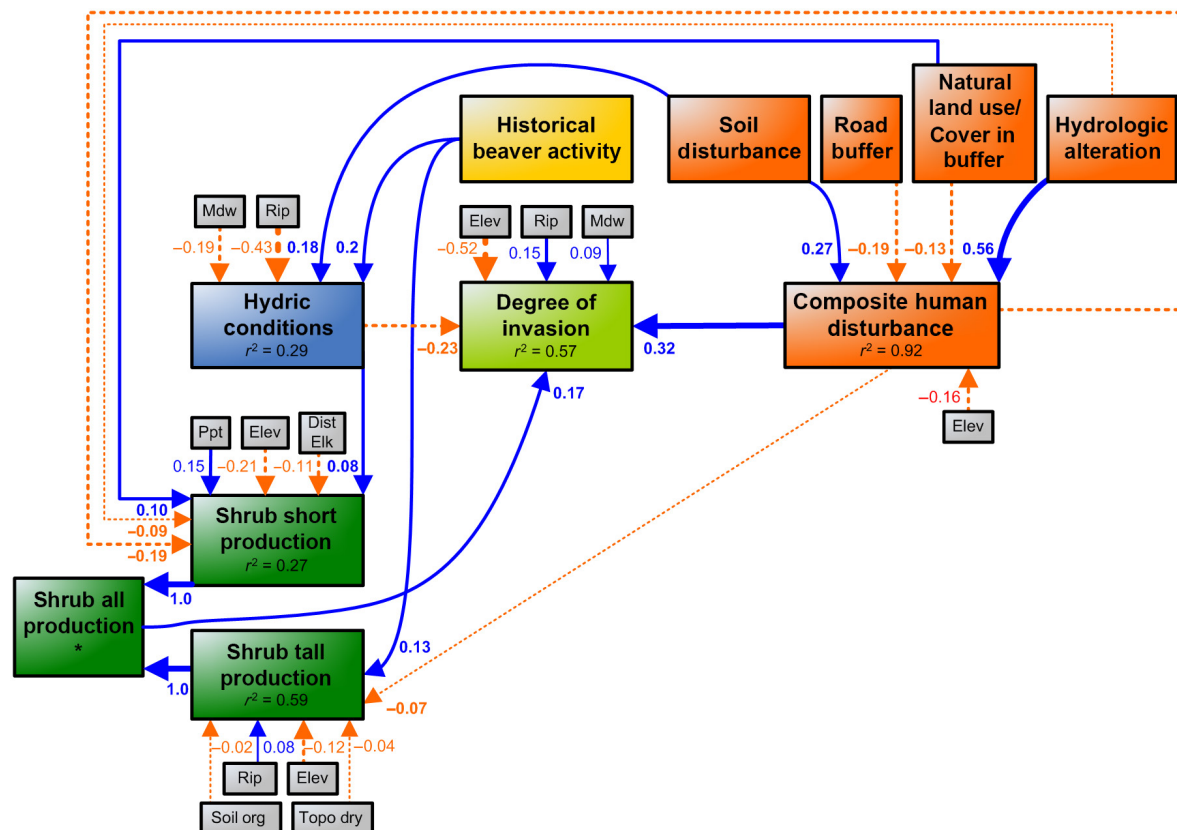 Natural
land use/
Cover in
buffer
Historical
beaver activity
Soil
disturbance
Road
buffer
Hydrologic
alteration
Mdw
Rip
Elev
Rip
Mdw
–0.19
–0.43
0.18
0.2
–0.52
0.15
0.09
0.27
–0.19
–0.13
0.56
Hydric
conditions
r² = 0.29
Degree of
invasion
r² = 0.57
Composite human
disturbance
r² = 0.92
–0.23
0.32
0.17
–0.16
Elev
Ppt
Elev
Dist
Elk
0.15
–0.21
–0.11
0.08
0.10
–0.09
–0.19
Shrub short
production
r² = 0.27
1.0
Shrub all
production
*
Shrub tall
production
r² = 0.59
1.0
0.13
–0.07
–0.02
0.08
–0.12
–0.04
Rip
Elev
Soil org
Topo dry